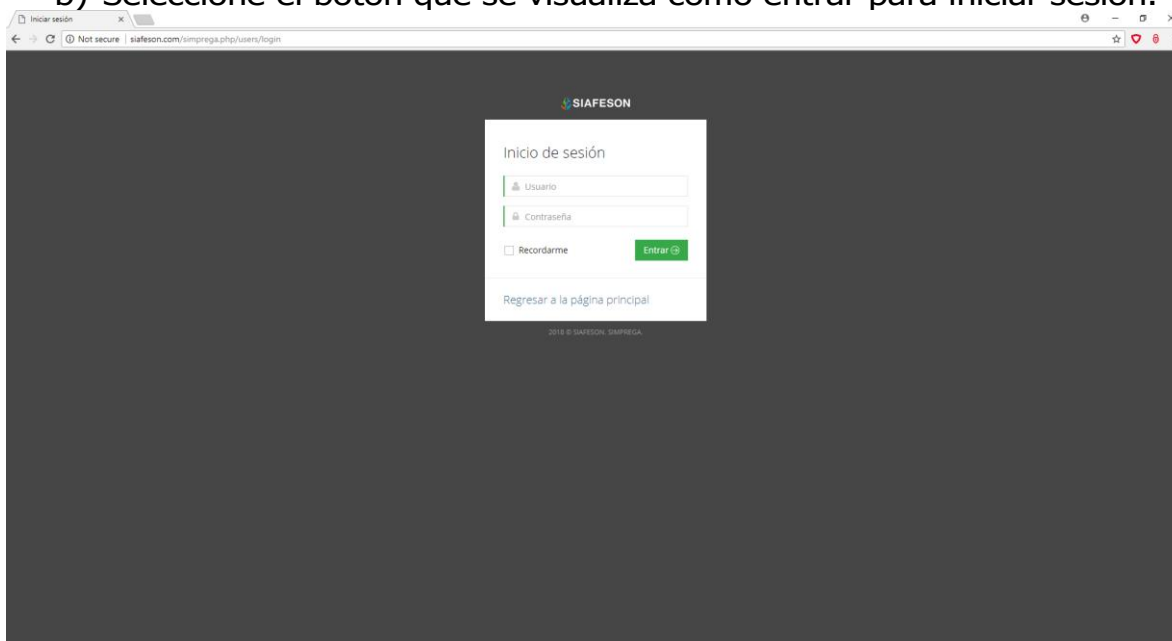 b) Seleccione el botón que se visualiza como entrar para iniciar sesión.
Iniciar sesión
Not secure siafeson.com/simprega.php/users/login
SIAFESON
Inicio de sesión
Usuario
Contraseña
Recordarme Entrar
Regresar a la página principal
2018 © SIAFESON. SIMPREGA.